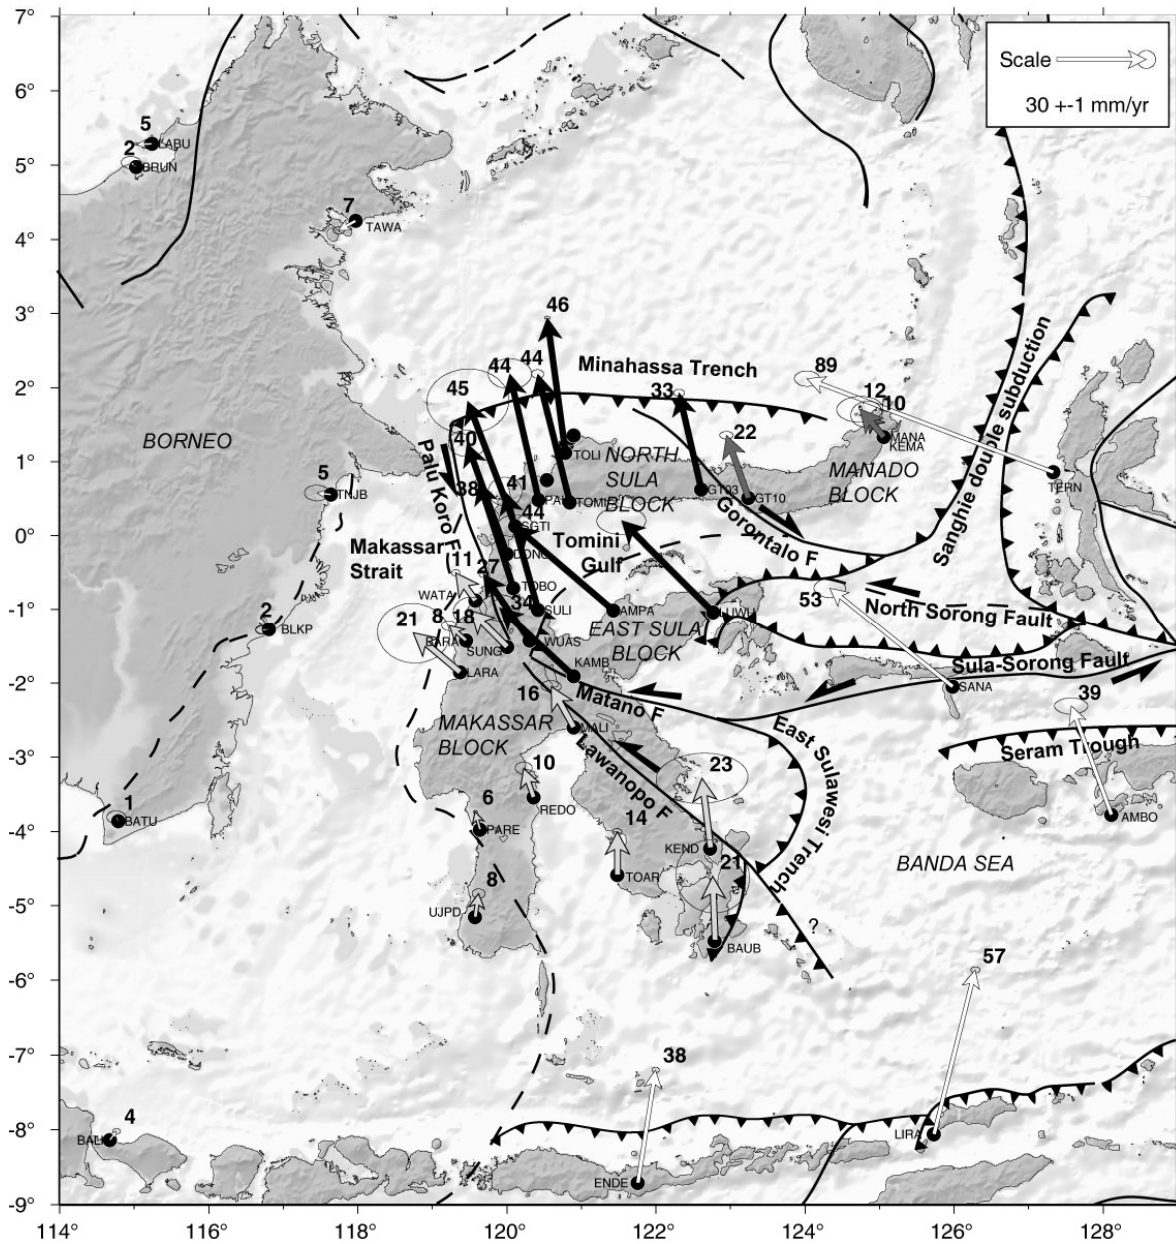 7°
6°
5°
4°
3°
2°
1°
0°
-1°
-2°
-3°
-4°
-5°
-6°
-7°
-8°
-9°
114°
116°
118°
120°
122°
124°
126°
128°
Scale
30 +-1 mm/yr
5
LABU
2
BRUN
7
TAWA
46
44
44
45
40
38
41
44
Minahassa Trench
33
22
89
12
10
MANA
KEMA
TERN
BORNEO
TOLI
NORTH
SULA
BLOCK
MANADO
BLOCK
GT03
GT10
TOMI
SGTI
Palu Koro F
Gorontalo F
Sanghie double subduction
5
TNJB
Makassar
Strait
Tomini
Gulf
DONG
TOBO
11
WATA
27
34
SULI
AMPA
LUWU
EAST SULA
BLOCK
53
North Sorong Fault
Sula-Sorong Fault
SANA
2
BLKP
21
8
18
SUNG
LARA
WUAS
KAMB
16
MALI
Matano F
Lawanopo F
East Sulawesi Trench
MAKASSAR
BLOCK
39
Seram Trough
AMBO
BANDA SEA
10
REDO
6
PARE
8
UJPD
14
TOAR
23
KEND
21
BAUB
?
1
BATU
4
57
LIRA
38
ENDE